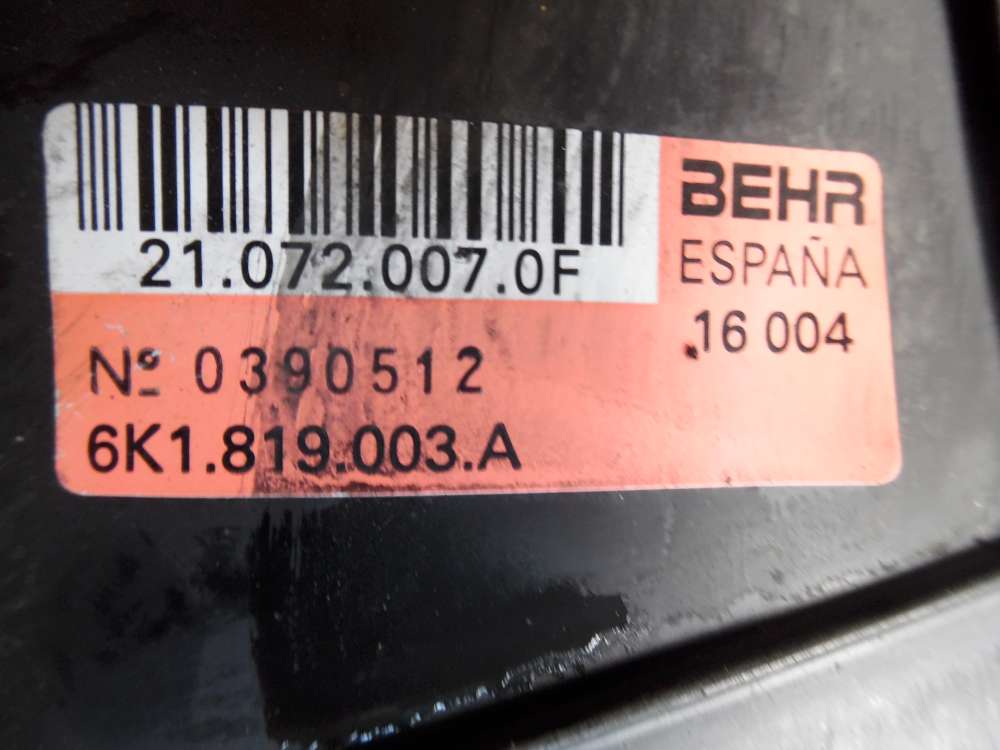 21.072.007.0F
BEHR
ESPAÑA
16 004
Nº 0390512
6K1.819.003.A